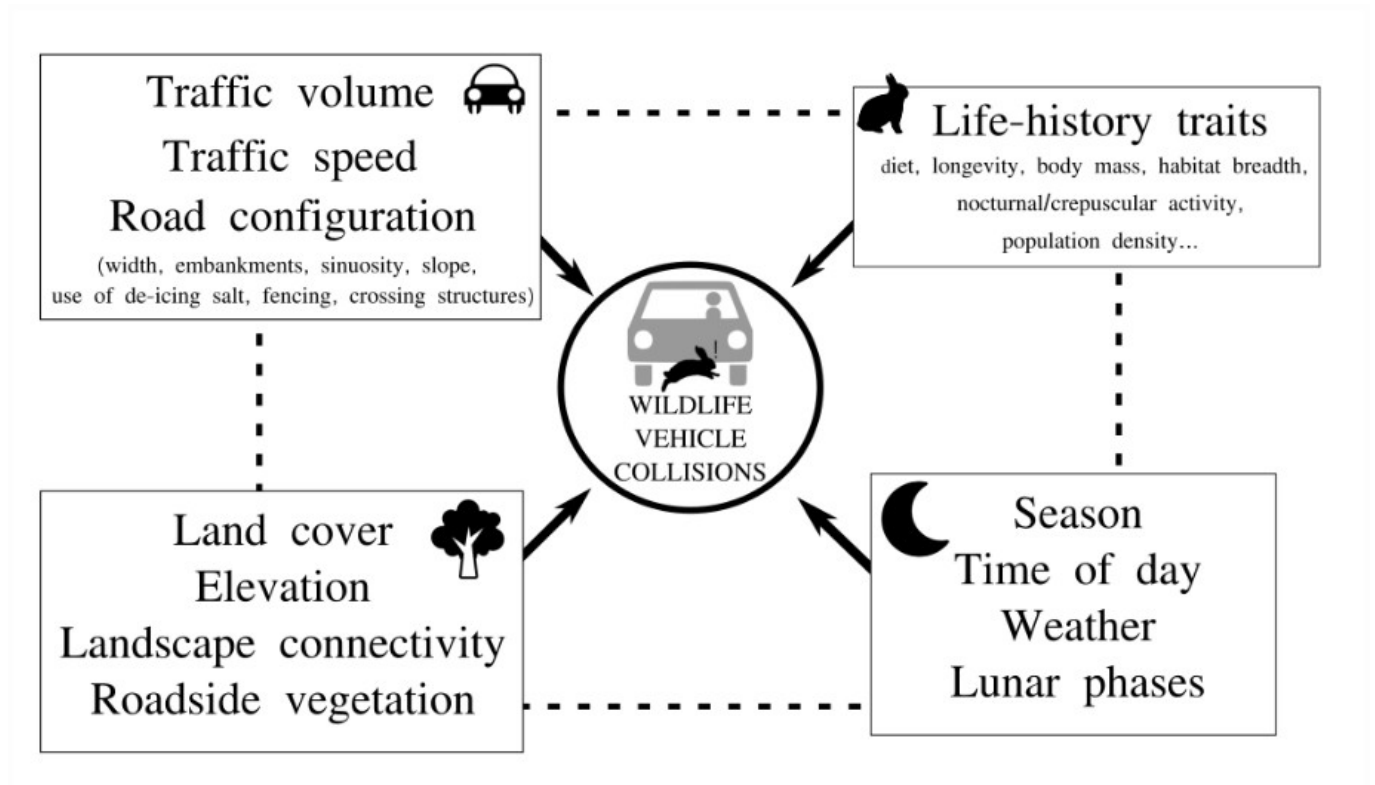 Traffic volume
Traffic speed
Road configuration
(width, embankments, sinuosity, slope,
use of de-icing salt, fencing, crossing structures)
Life-history traits
diet, longevity, body mass, habitat breadth,
nocturnal/crepuscular activity,
population density...
!
WILDLIFE
VEHICLE
COLLISIONS
Land cover
Elevation
Landscape connectivity
Roadside vegetation
Season
Time of day
Weather
Lunar phases